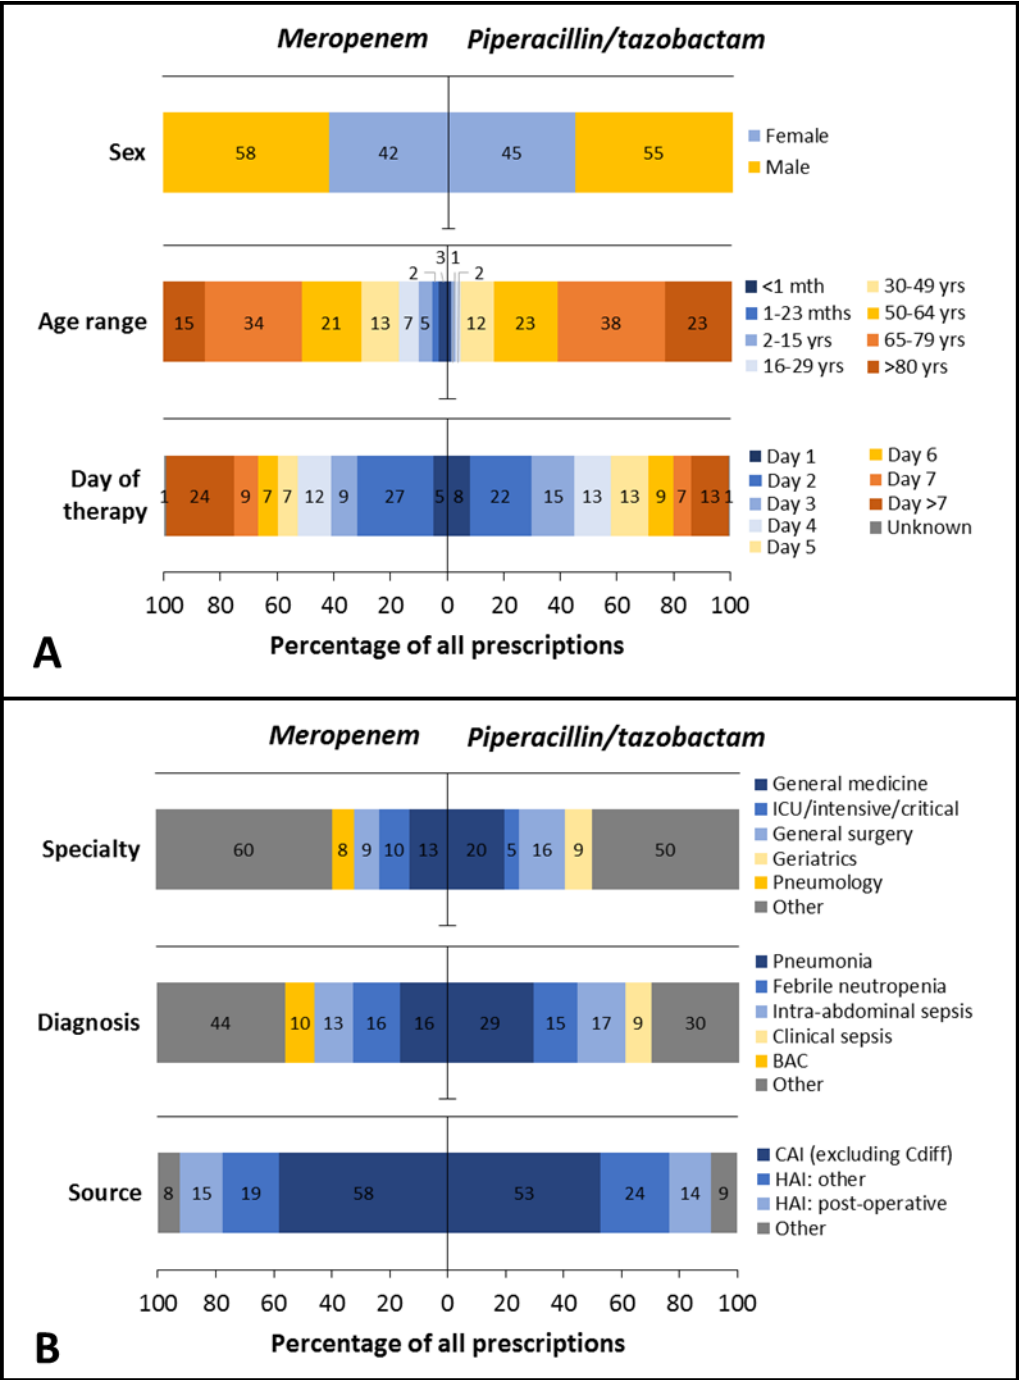 Meropenem Piperacillin/tazobactam
Sex
58 42 45 55
Female
Male
3 1
2 2
Age range
15 34 21 13 7 5 12 23 38 23
<1 mth 30-49 yrs
1-23 mths 50-64 yrs
2-15 yrs 65-79 yrs
16-29 yrs >80 yrs
Day of
therapy
1 24 9 7 7 12 9 27 5 8 22 15 13 13 9 7 13 1
Day 1 Day 6
Day 2 Day 7
Day 3 Day >7
Day 4 Unknown
Day 5
100 80 60 40 20 0 20 40 60 80 100
Percentage of all prescriptions
A
Meropenem Piperacillin/tazobactam
Specialty
60 8 9 10 13 20 5 16 9 50
General medicine
ICU/intensive/critical
General surgery
Geriatrics
Pneumology
Other
Diagnosis
44 10 13 16 16 29 15 17 9 30
Pneumonia
Febrile neutropenia
Intra-abdominal sepsis
Clinical sepsis
BAC
Other
Source
8 15 19 58 53 24 14 9
CAI (excluding Cdiff)
HAI: other
HAI: post-operative
Other
100 80 60 40 20 0 20 40 60 80 100
Percentage of all prescriptions
B